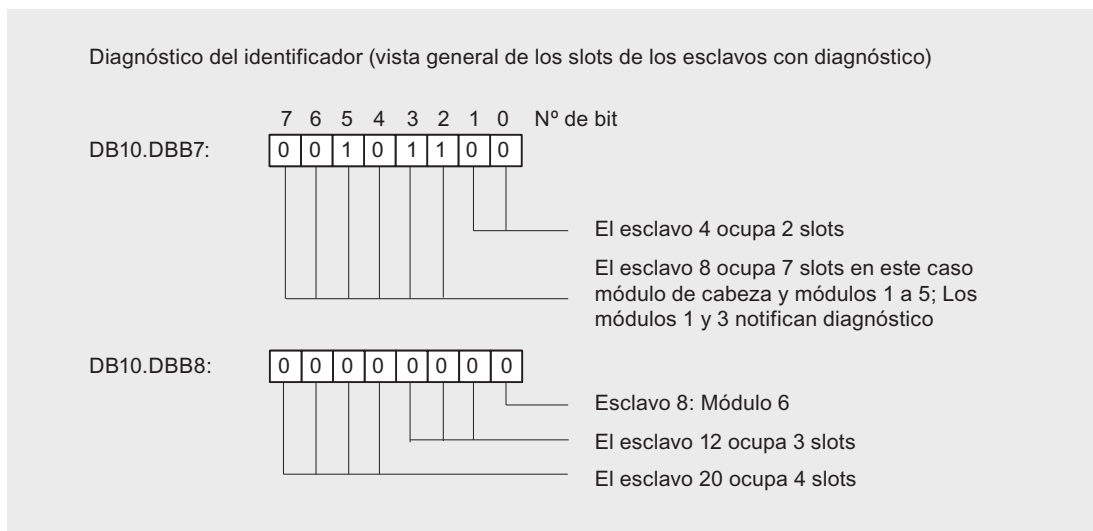 Diagnóstico del identificador (vista general de los slots de los esclavos con diagnóstico)
7 6 5 4 3 2 1 0 Nº de bit
DB10.DBB7: 0 0 1 0 1 1 0 0
El esclavo 4 ocupa 2 slots
El esclavo 8 ocupa 7 slots en este caso
módulo de cabeza y módulos 1 a 5; Los
módulos 1 y 3 notifican diagnóstico
DB10.DBB8: 0 0 0 0 0 0 0 0
Esclavo 8: Módulo 6
El esclavo 12 ocupa 3 slots
El esclavo 20 ocupa 4 slots